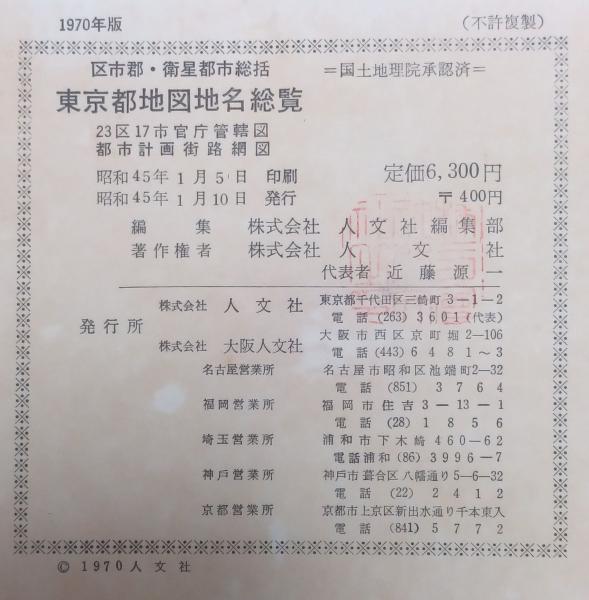 1970年版
(不許複製)
区市郡・衛星都市総括 =国土地理院承認済=
東京都地図地名総覧
23区17市官庁管轄図
都市計画街路網図
昭和45年1月5日 印刷 定価6,300円
昭和45年1月10日 発行 〒400円
編集 株式会社 人文社編集部
著作権者 株式会社 人文社
代表者 近藤源一
発行所
株式会社 人文社 東京都千代田区三崎町3-1-2
電話 (263) 3601(代表)
株式会社 大阪人文社 大阪市西区京町堀2-106
電話 (443) 6481~3
名古屋営業所 名古屋市昭和区池端町2-32
電話 (851) 3764
福岡営業所 福岡市住吉3-13-1
電話 (28) 1856
埼玉営業所 浦和市下木崎460-62
電話浦和 (86) 3996-7
神戸営業所 神戸市葺合区八幡通り5-6-32
電話 (22) 2412
京都営業所 京都市上京区新出水通り千本東入
電話 (841) 5772
© 1970人文社